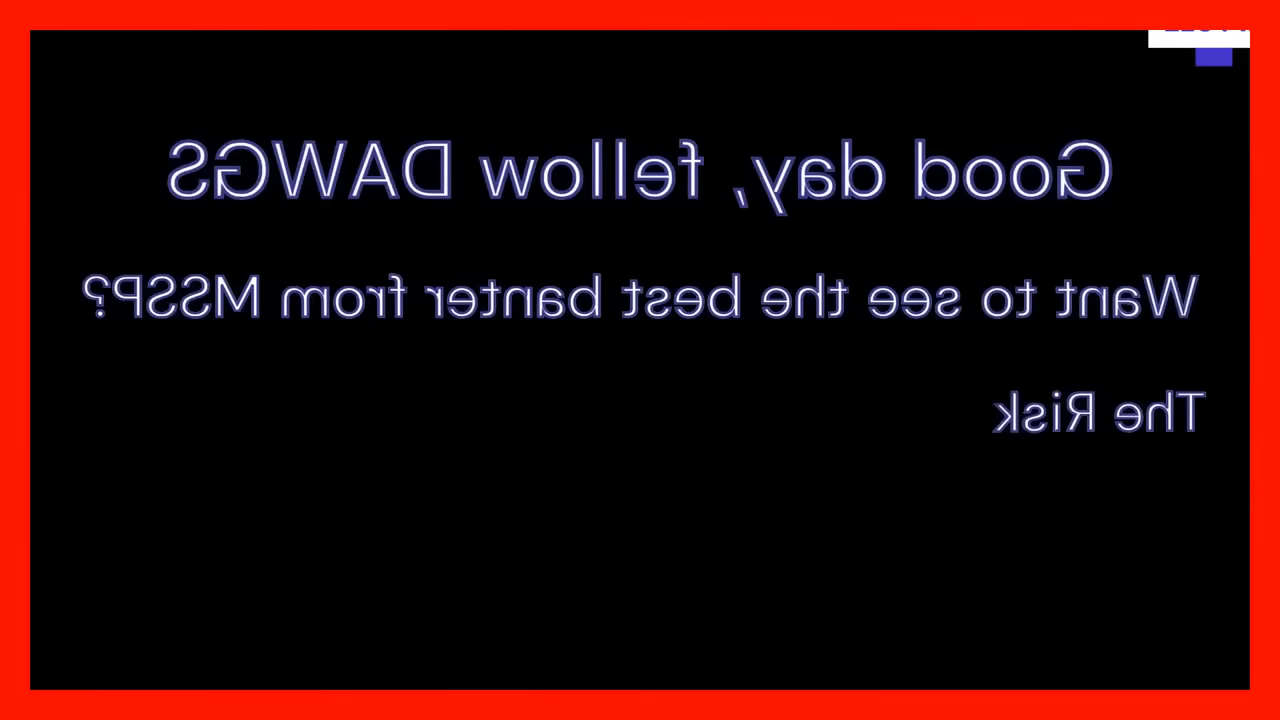 Good day, fellow DAWGS
Want to see the best banter from MSSP?
The Risk